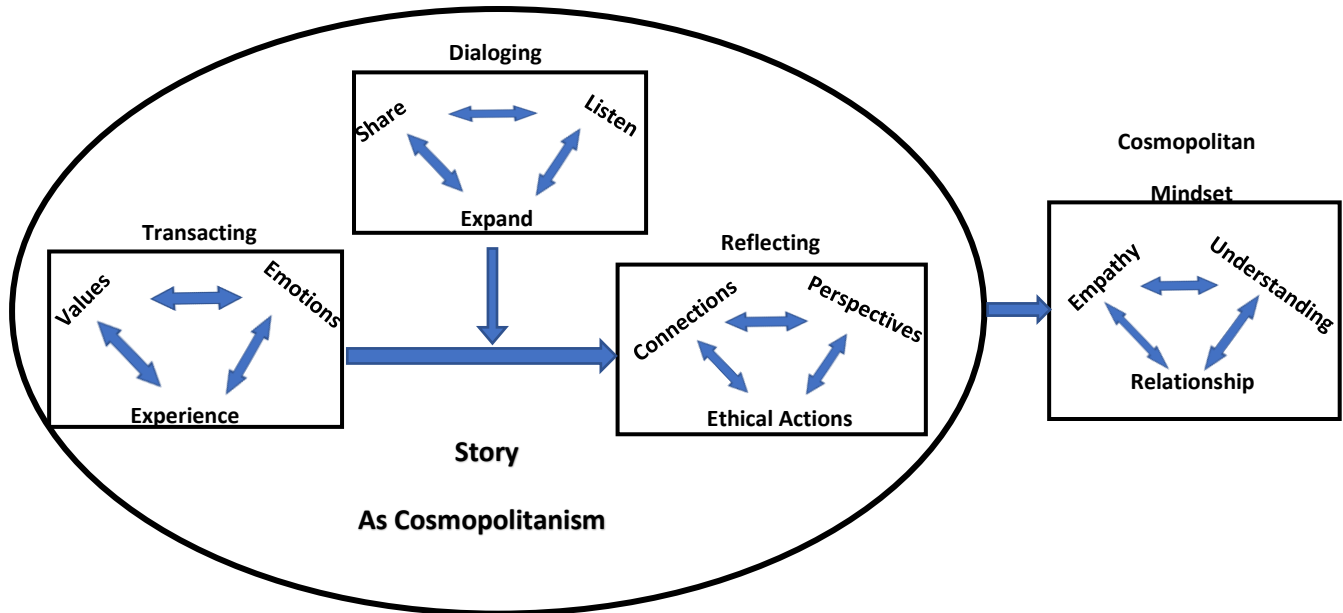 Dialoging
Share
Listen
Expand
Transacting
Values
Emotions
Experience
Reflecting
Connections
Perspectives
Ethical Actions
Story
As Cosmopolitanism
Cosmopolitan
Mindset
Empathy
Understanding
Relationship